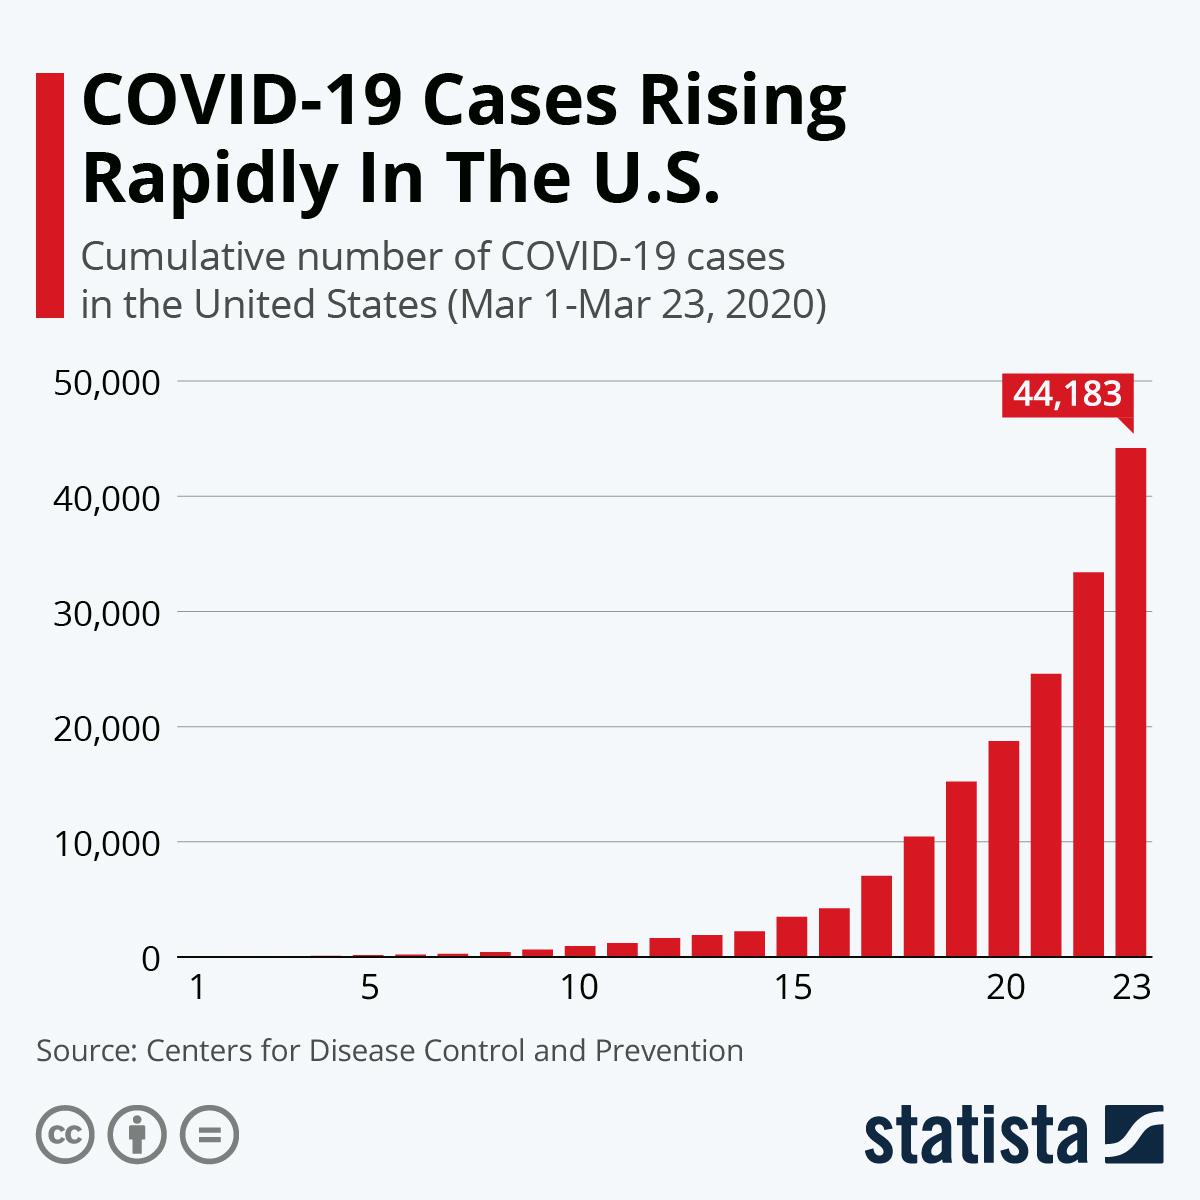 COVID-19 Cases Rising
Rapidly In The U.S.
Cumulative number of COVID-19 cases
in the United States (Mar 1-Mar 23, 2020)
50,000
44,183
40,000
30,000
20,000
10,000
0
1 5 10 15 20 23
Source: Centers for Disease Control and Prevention
cc
=
statista